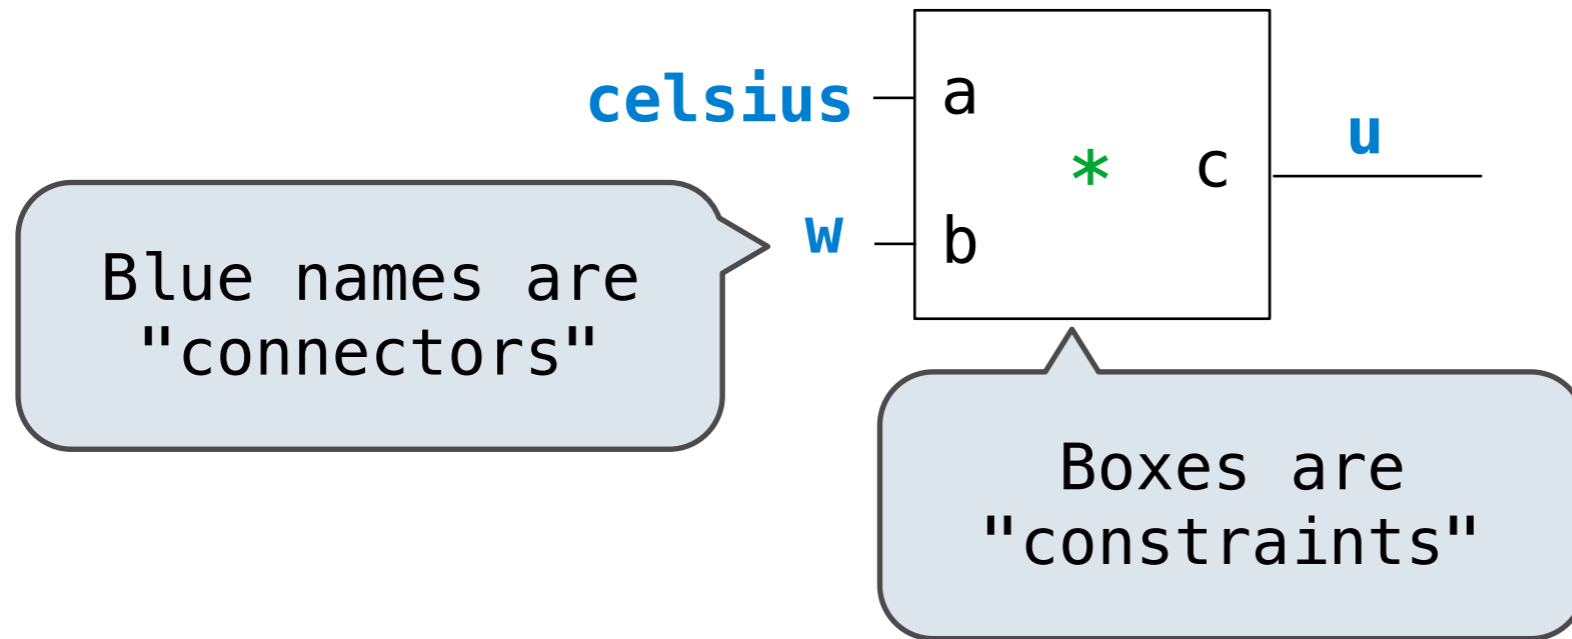 celsius
a
u
* c
w
b
Blue names are
"connectors"
Boxes are
"constraints"